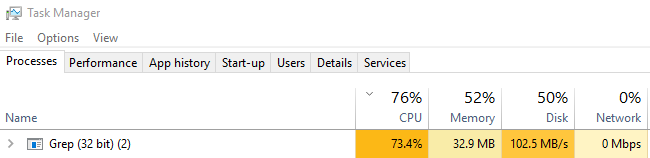 Task Manager
File Options View
Processes Performance App history Start-up Users Details Services
76% 52% 50% 0%
Name CPU Memory Disk Network
Grep (32 bit) (2) 73.4% 32.9 MB 102.5 MB/s 0 Mbps